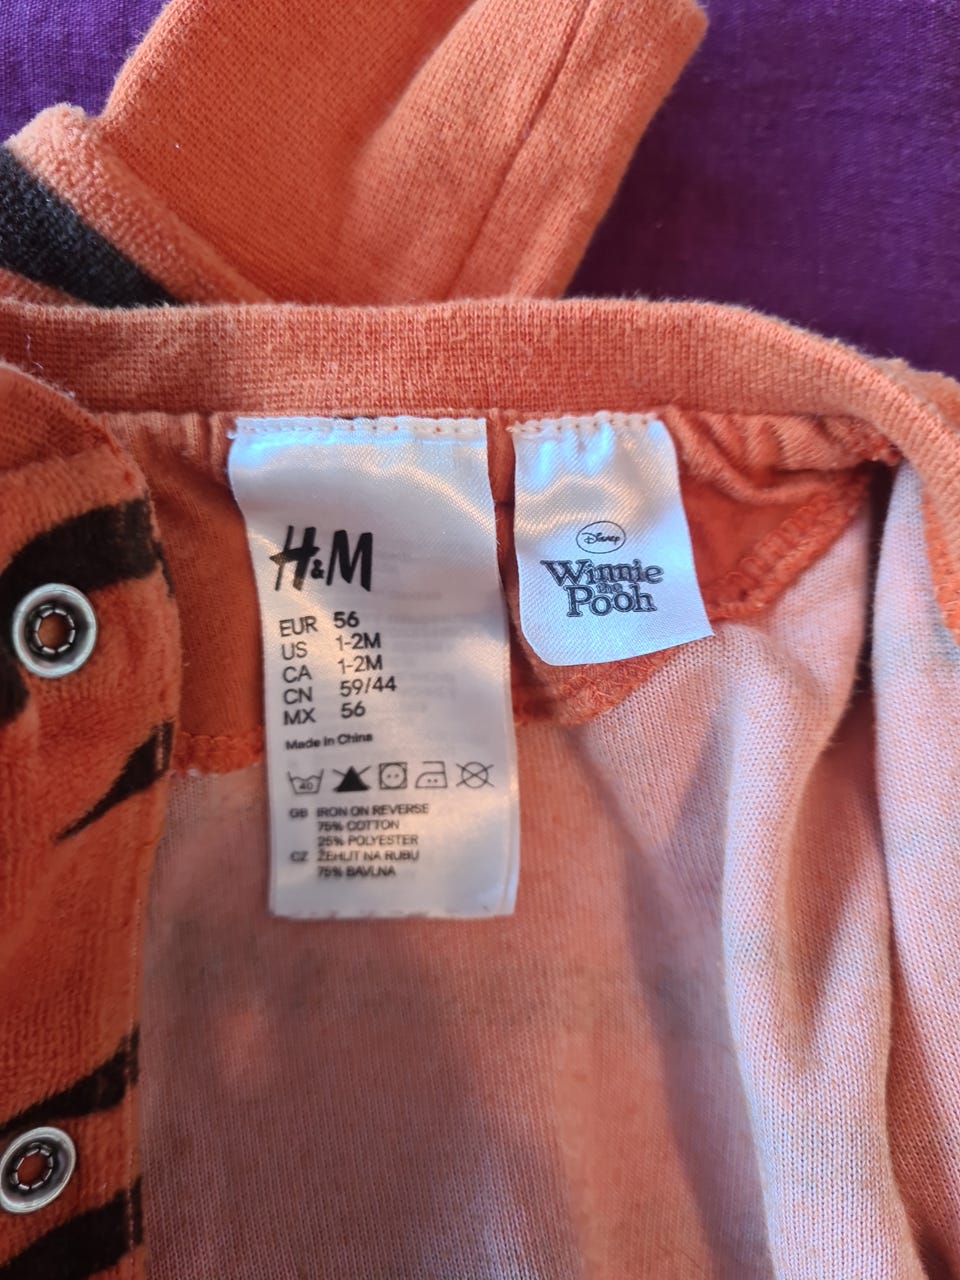 H&M
EUR 56
US 1-2M
CA 1-2M
CN 59/44
MX 56
Made in China
40
GB IRON ON REVERSE
75% COTTON
25% POLYESTER
CZ ŽEHLIT NA RUBU
75% BAVLNA
Disney
Winnie
the
Pooh